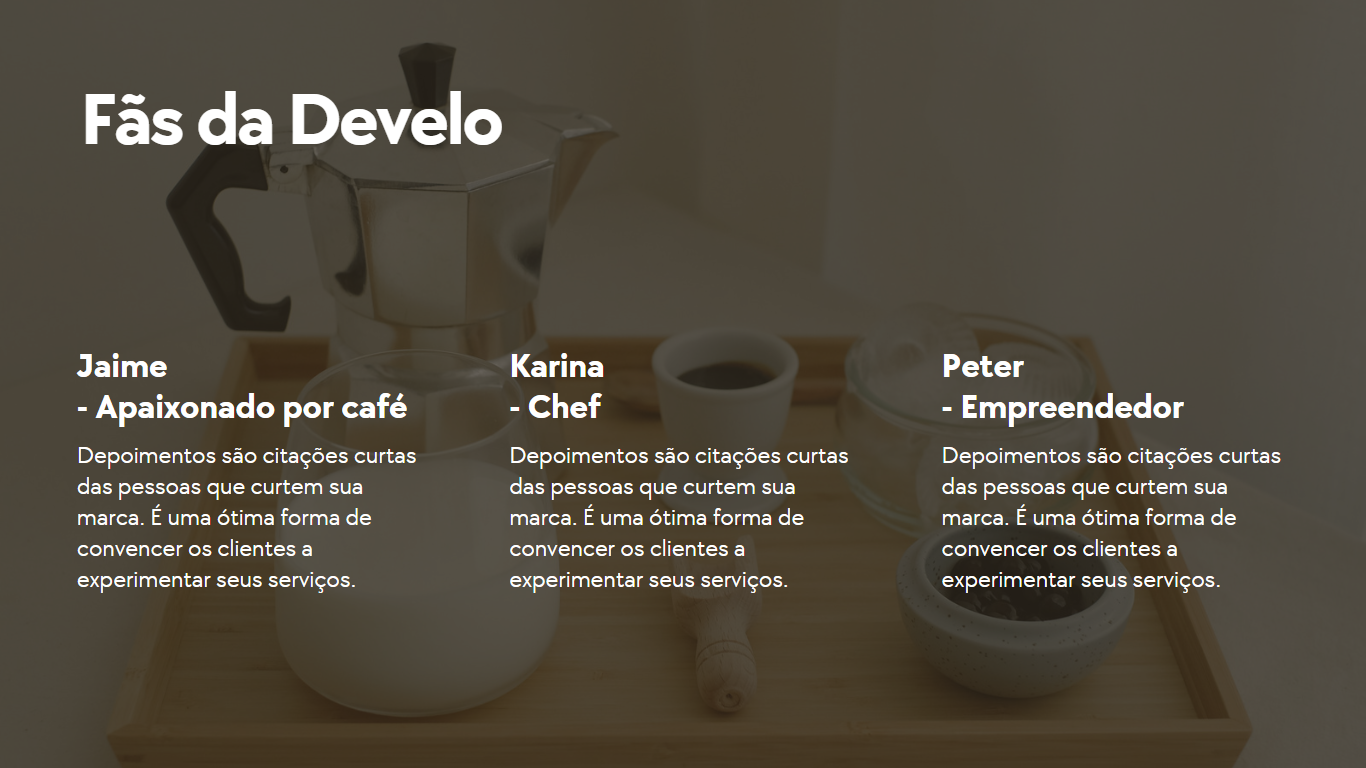 Fãs da Develo
Jaime
- Apaixonado por café
Depoimentos são citações curtas
das pessoas que curtem sua
marca. É uma ótima forma de
convencer os clientes a
experimentar seus serviços.
Karina
- Chef
Depoimentos são citações curtas
das pessoas que curtem sua
marca. É uma ótima forma de
convencer os clientes a
experimentar seus serviços.
Peter
- Empreendedor
Depoimentos são citações curtas
das pessoas que curtem sua
marca. É uma ótima forma de
convencer os clientes a
experimentar seus serviços.